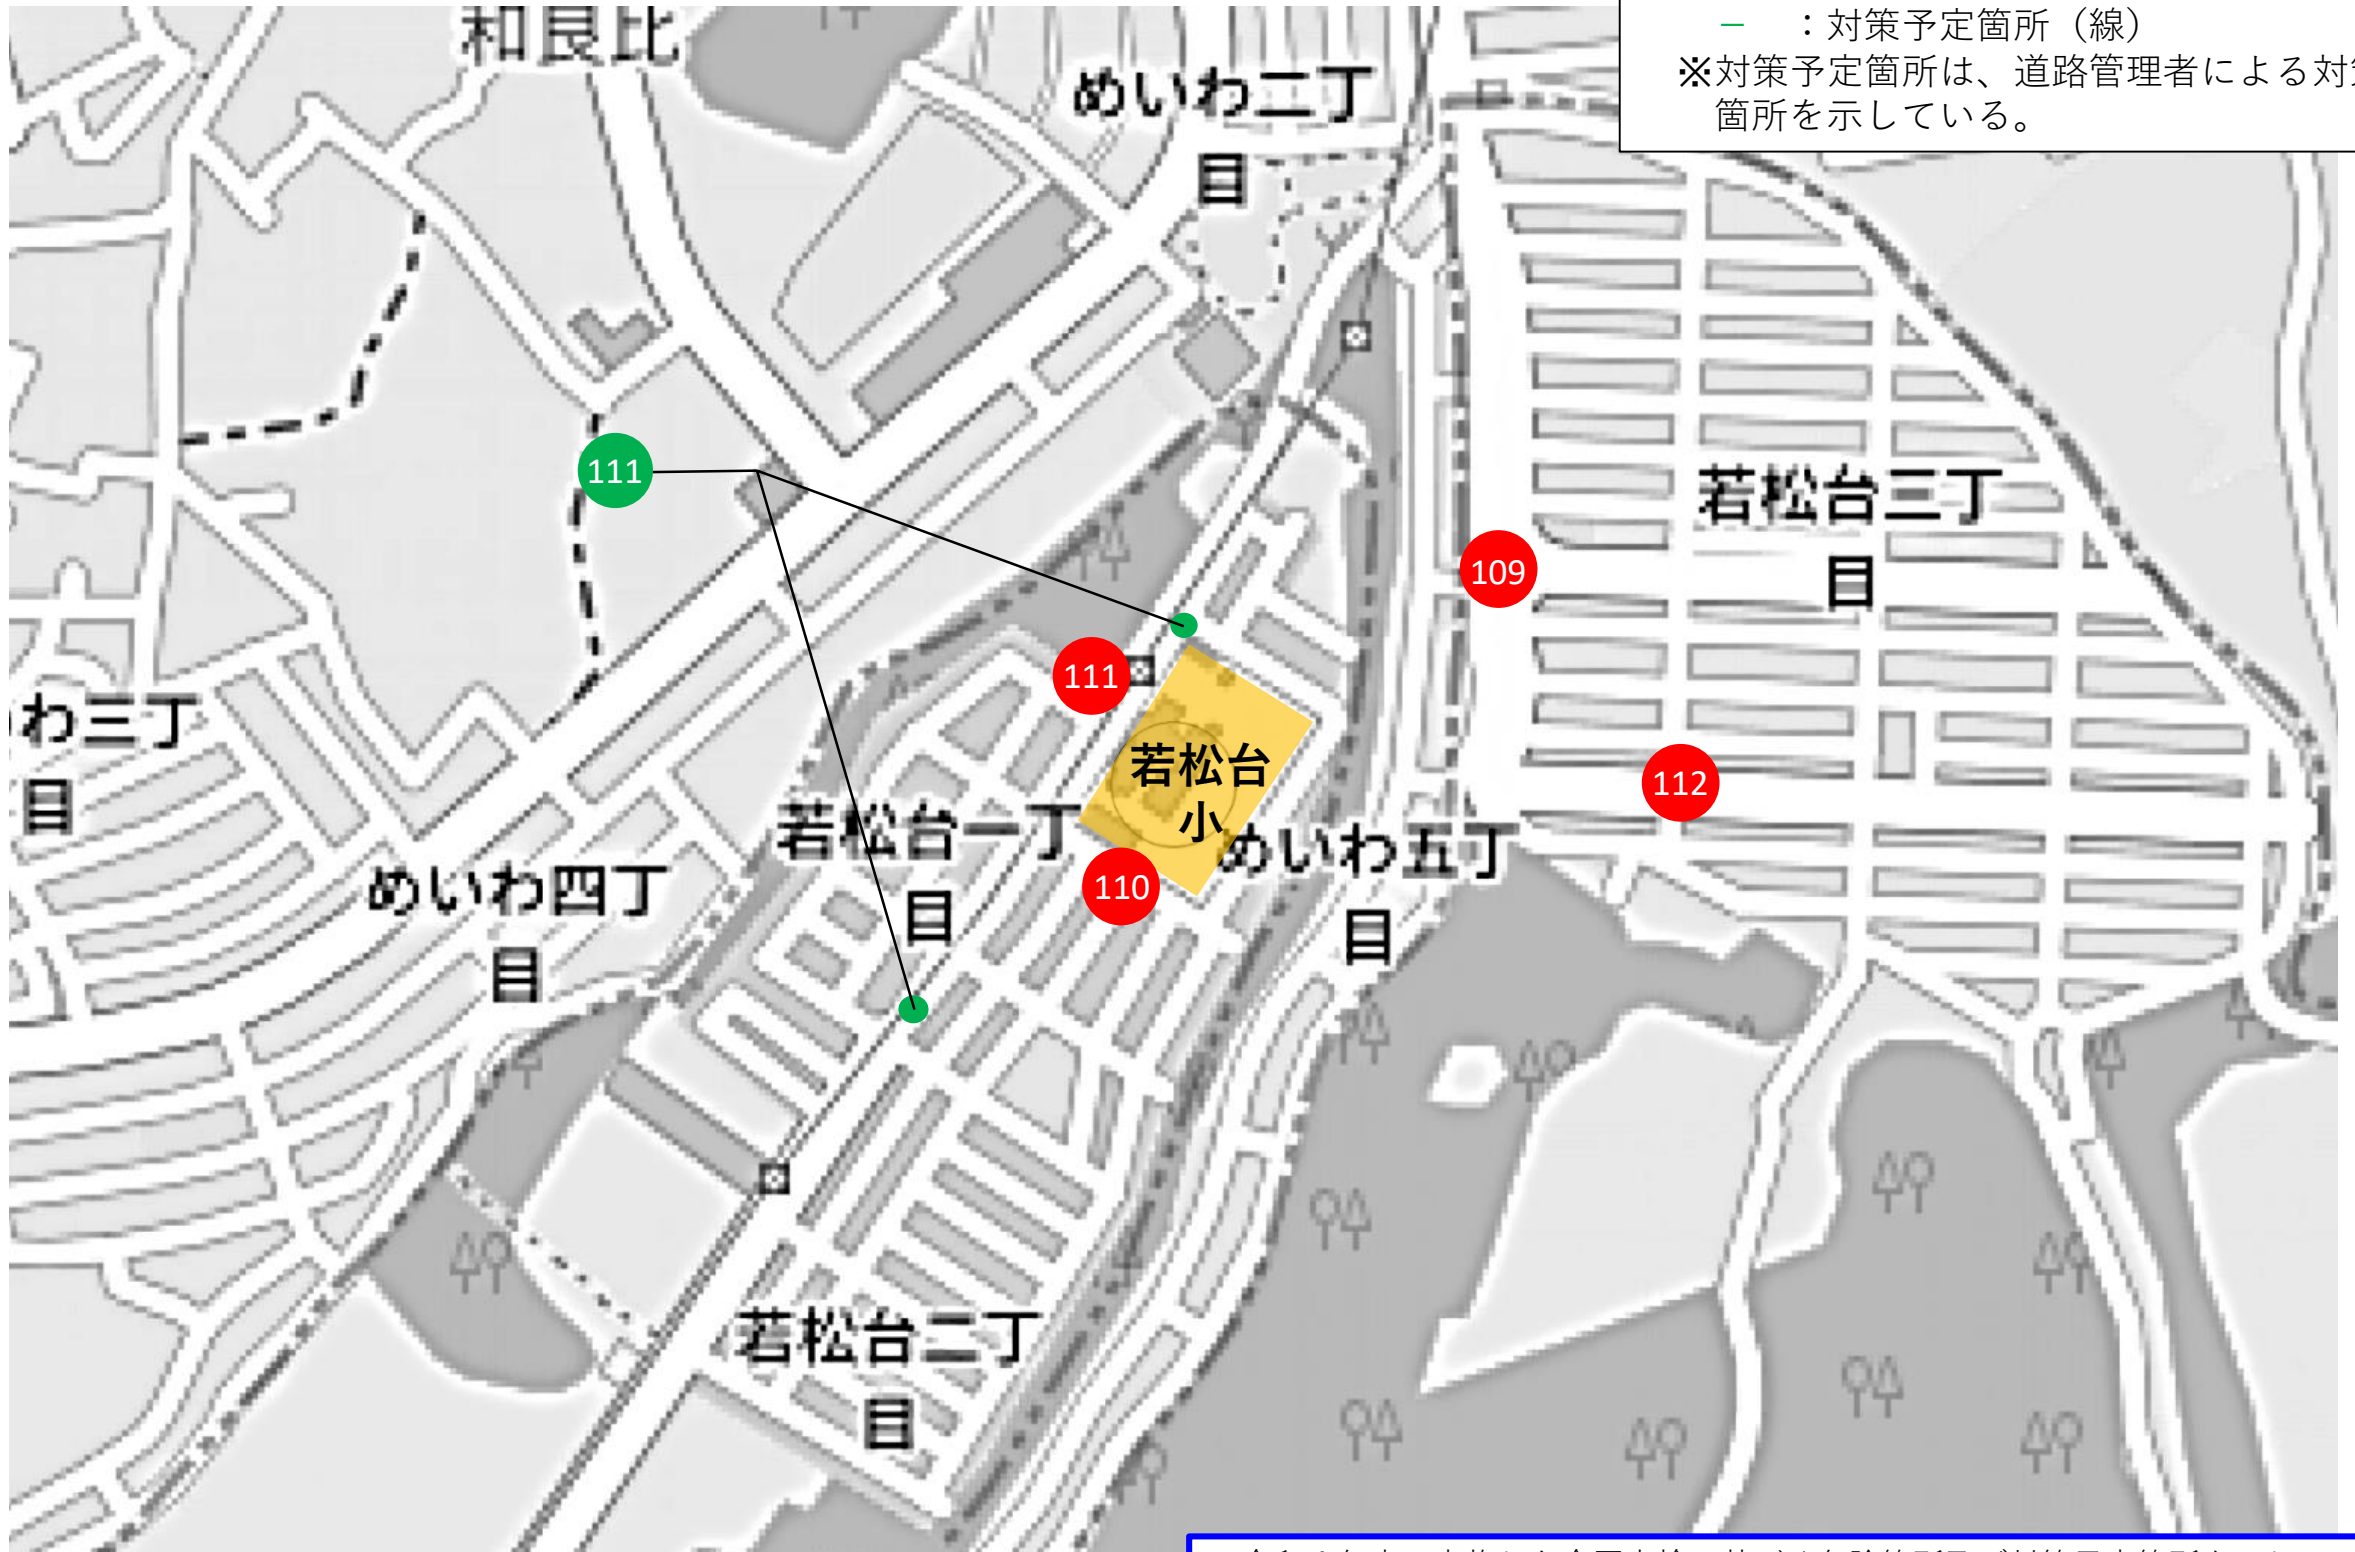 和良比
－　：対策予定箇所（線）
※対策予定箇所は、道路管理者による対
箇所を示している。
めいわ二丁
目
若松台三丁
目
111
109
111
わ三丁
目
若松台
小
112
若松台一丁
目
めいわ五丁
目
めいわ四丁
目
110
若松台二丁
目